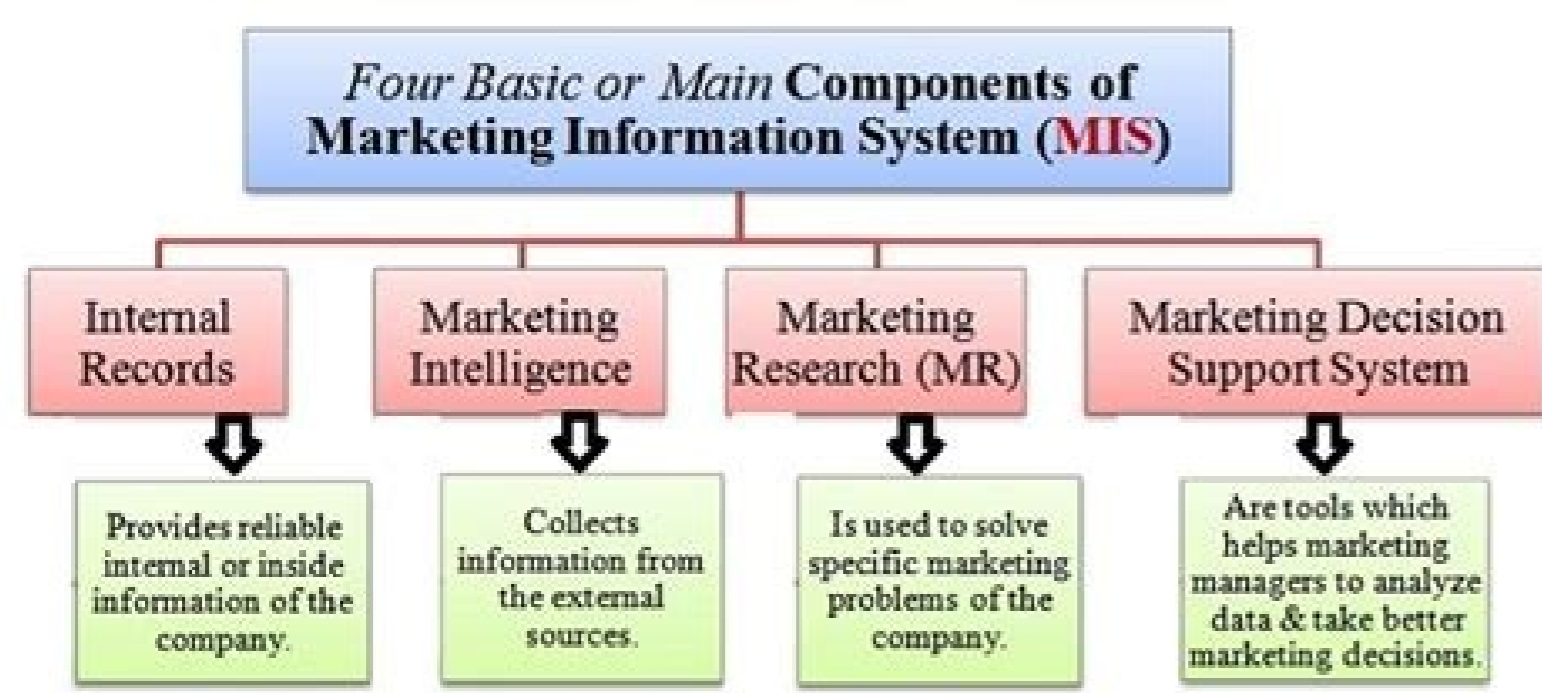 Four Basic or Main Components of
Marketing Information System (MIS)
Internal
Records
Marketing
Intelligence
Marketing
Research (MR)
Marketing Decision
Support System
Provides reliable
internal or inside
information of the
company.
Collects
information from
the external
sources.
Is used to solve
specific marketing
problems of the
company.
Are tools which
helps marketing
managers to analyze
data & take better
marketing decisions.